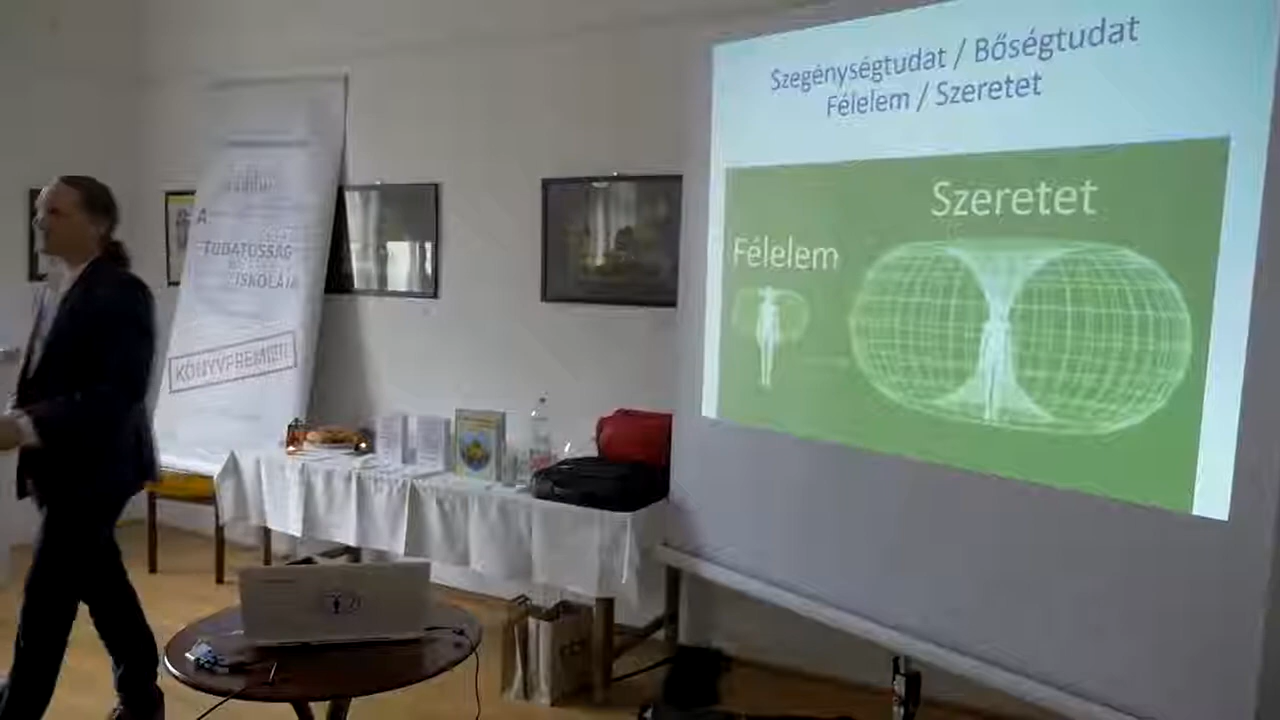 Szegénységtudat / Bőségtudat
Félelem / Szeretet
Szeretet
Félelem
A
TUDATOSSÁG
ISKOLÁJA
KÖNYVPREMIER!